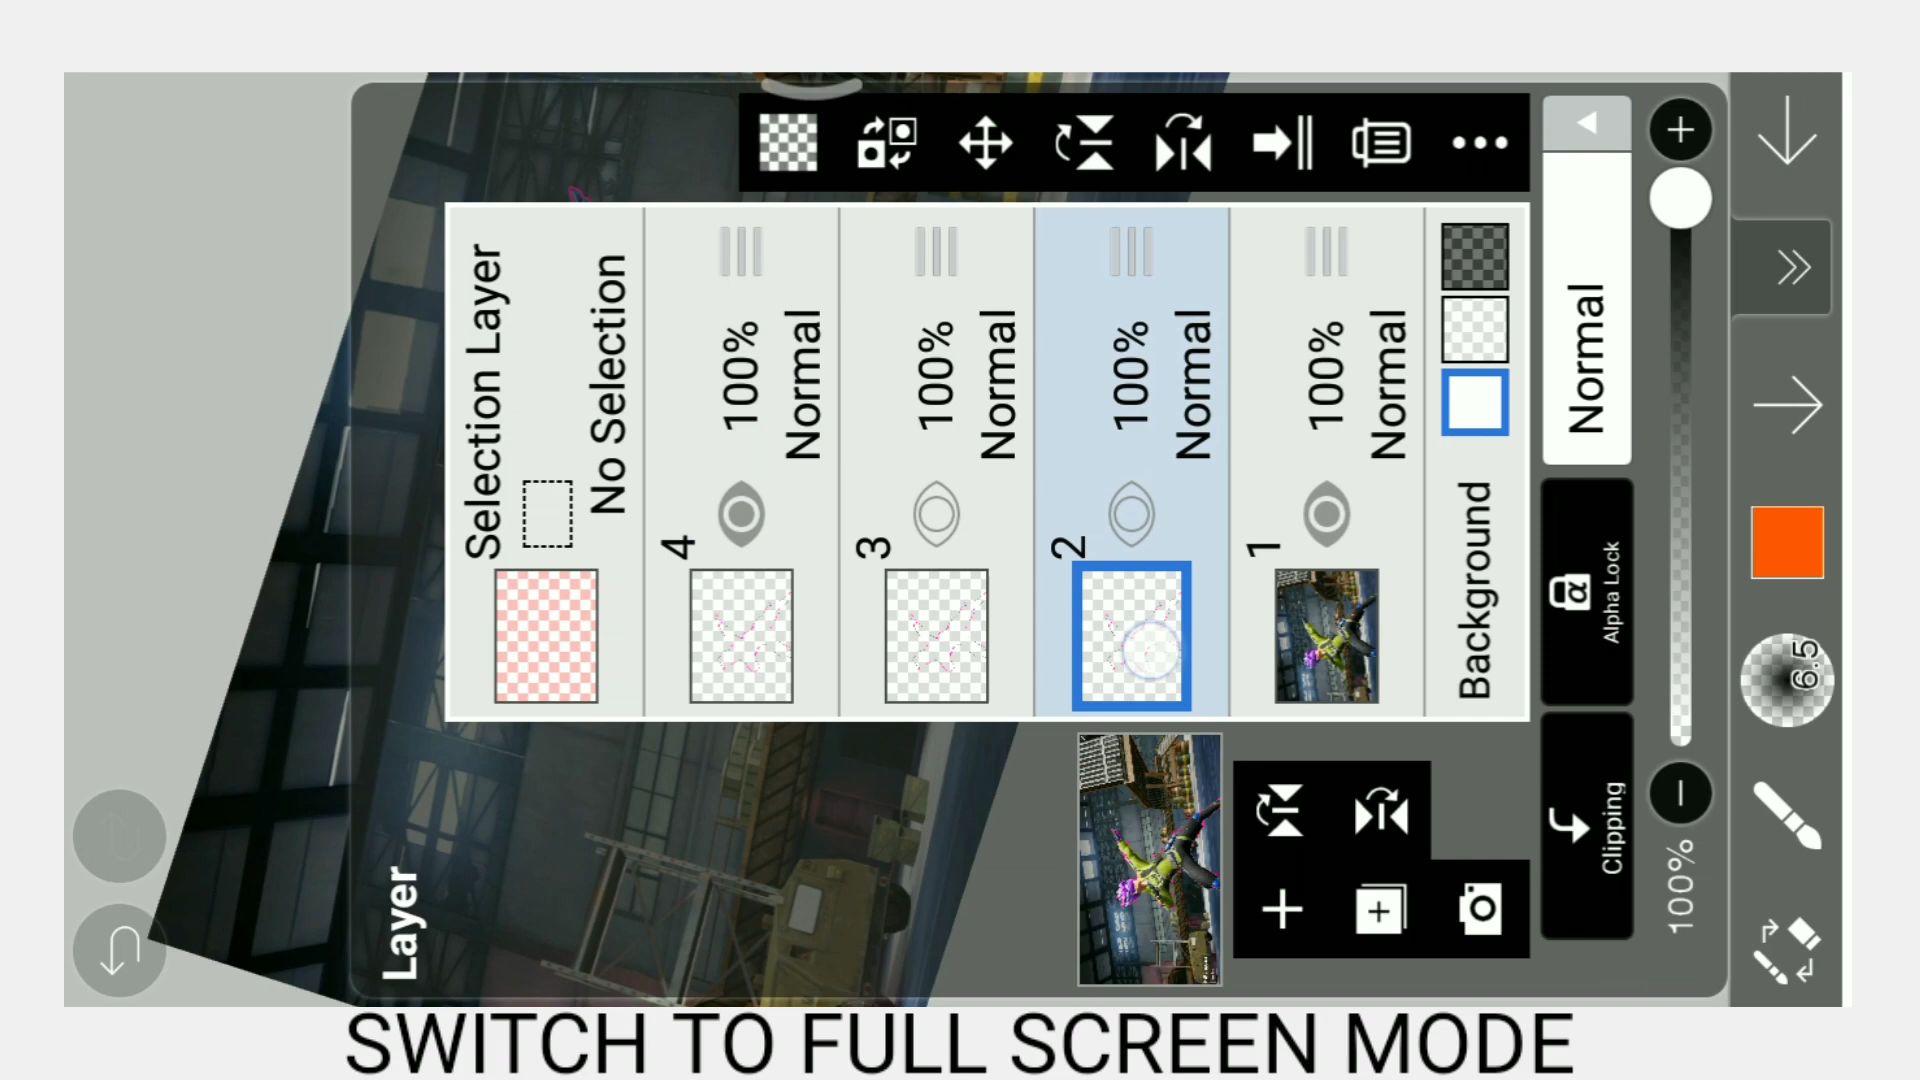 Layer
Selection Layer
No Selection
4
100%
Normal
3
100%
Normal
2
100%
Normal
1
100%
Normal
Background
Normal
Alpha Lock
α
Clipping
100%
6.5
SWITCH TO FULL SCREEN MODE